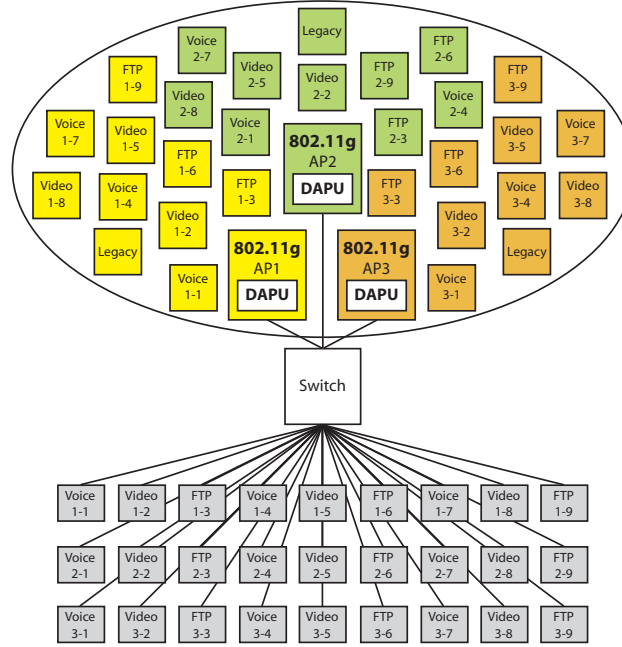 Legacy
Voice
2-7
FTP
2-6
Video
2-5
FTP
2-9
FTP
1-9
FTP
3-9
Video
2-2
Video
2-8
Voice
2-4
Voice
1-7
Video
1-5
Voice
2-1
FTP
2-3
Video
3-5
Voice
3-7
802.11g
AP2
DAPU
FTP
1-6
FTP
3-6
FTP
1-3
FTP
3-3
Video
1-8
Voice
1-4
Voice
3-4
Video
3-8
Video
1-2
Video
3-2
Legacy
Legacy
802.11g
AP1
DAPU
802.11g
AP3
DAPU
Voice
1-1
Voice
3-1
Switch
Voice
1-1
Video
1-2
FTP
1-3
Voice
1-4
Video
1-5
FTP
1-6
Voice
1-7
Video
1-8
FTP
1-9
Voice
2-1
Video
2-2
FTP
2-3
Voice
2-4
Video
2-5
FTP
2-6
Voice
2-7
Video
2-8
FTP
2-9
Voice
3-1
Video
3-2
FTP
3-3
Voice
3-4
Video
3-5
FTP
3-6
Voice
3-7
Video
3-8
FTP
3-9